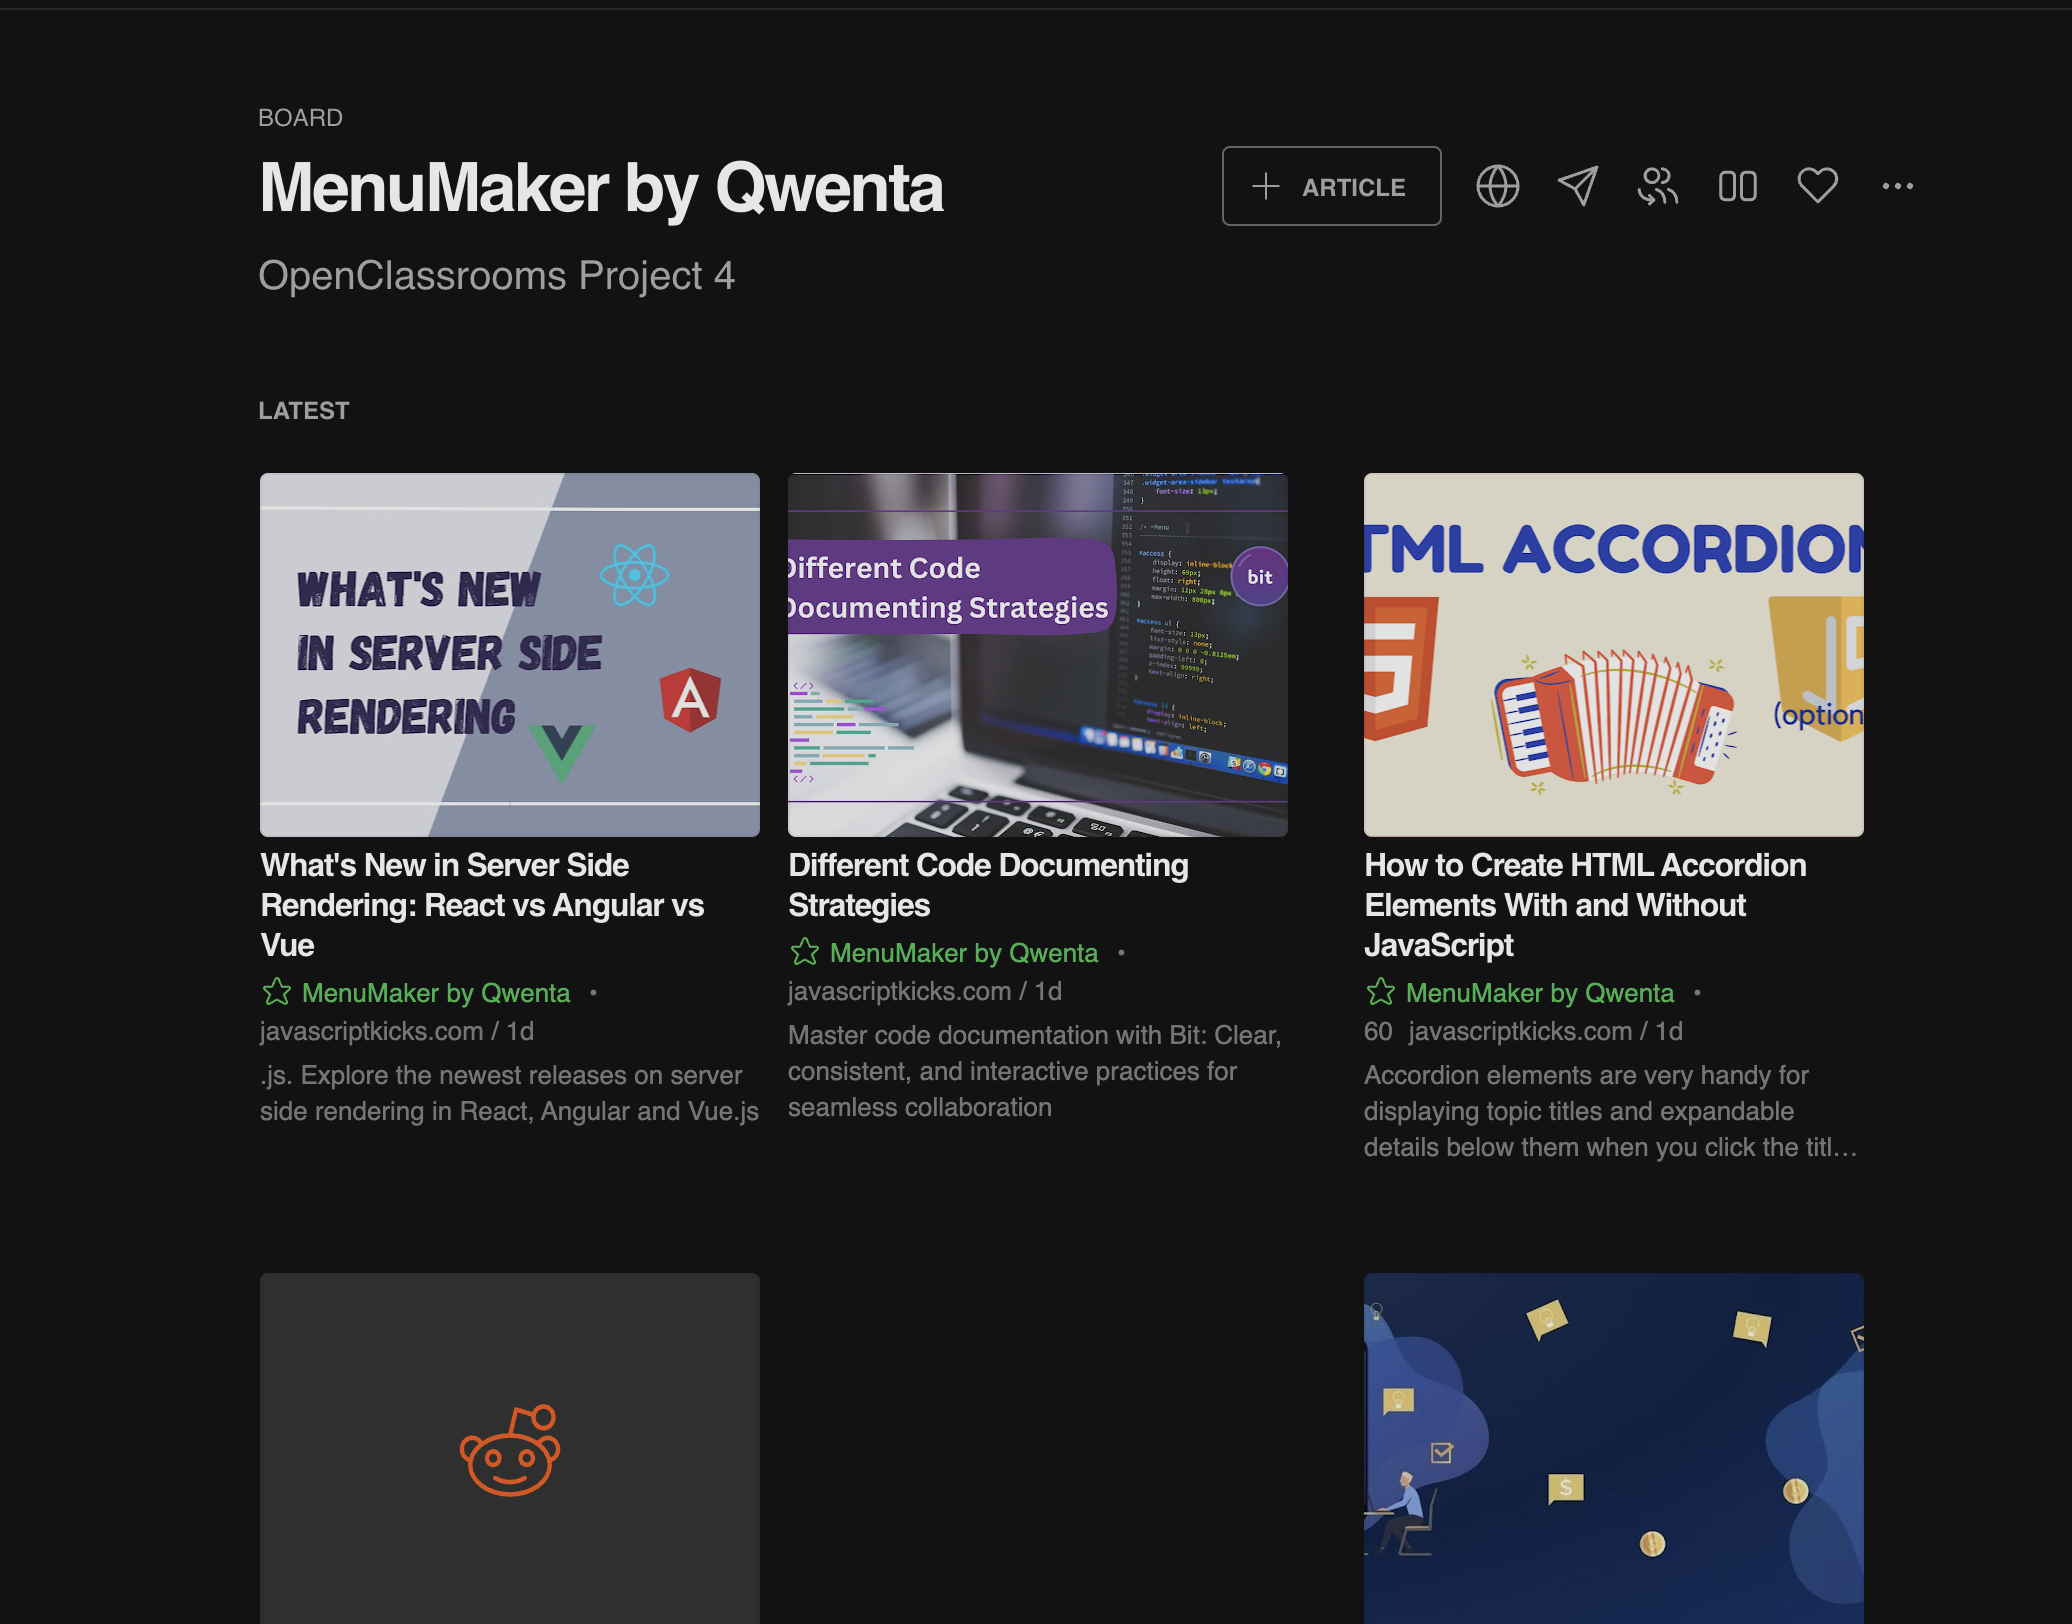 BOARD
MenuMaker by Qwenta
ARTICLE
OpenClassrooms Project 4
LATEST
WHAT'S NEW
IN SERVER SIDE
RENDERING
Different Code
Documenting Strategies
bit
TML ACCORDION
(option
What's New in Server Side
Rendering: React vs Angular vs
Vue
MenuMaker by Qwenta •
javascriptkicks.com / 1d
.js. Explore the newest releases on server
side rendering in React, Angular and Vue.js
Different Code Documenting
Strategies
MenuMaker by Qwenta •
javascriptkicks.com / 1d
Master code documentation with Bit: Clear,
consistent, and interactive practices for
seamless collaboration
How to Create HTML Accordion
Elements With and Without
JavaScript
MenuMaker by Qwenta •
60 javascriptkicks.com / 1d
Accordion elements are very handy for
displaying topic titles and expandable
details below them when you click the titl…